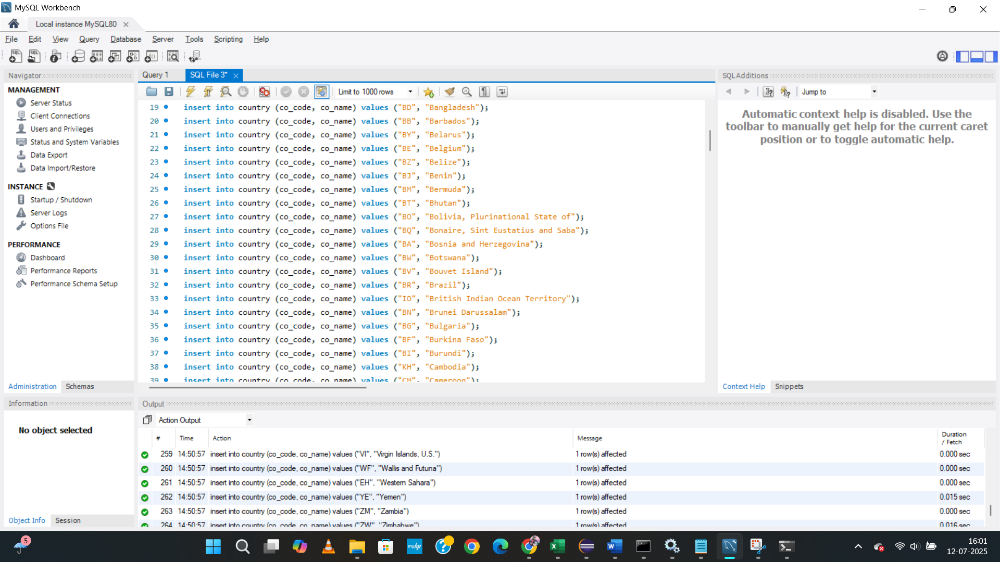 MySQL Workbench
Local instance MySQL80
File Edit View Query Database Server Tools Scripting Help
Navigator
MANAGEMENT
Server Status
Client Connections
Users and Privileges
Status and System Variables
Data Export
Data Import/Restore
INSTANCE
Startup / Shutdown
Server Logs
Options File
PERFORMANCE
Dashboard
Performance Reports
Performance Schema Setup
Administration Schemas
Query 1 SQL File 3*
Limit to 1000 rows
19 insert into country (co_code, co_name) values ("BD", "Bangladesh");
20 insert into country (co_code, co_name) values ("BB", "Barbados");
21 insert into country (co_code, co_name) values ("BY", "Belarus");
22 insert into country (co_code, co_name) values ("BE", "Belgium");
23 insert into country (co_code, co_name) values ("BZ", "Belize");
24 insert into country (co_code, co_name) values ("BJ", "Benin");
25 insert into country (co_code, co_name) values ("BM", "Bermuda");
26 insert into country (co_code, co_name) values ("BT", "Bhutan");
27 insert into country (co_code, co_name) values ("BO", "Bolivia, Plurinational State of");
28 insert into country (co_code, co_name) values ("BQ", "Bonaire, Sint Eustatius and Saba");
29 insert into country (co_code, co_name) values ("BA", "Bosnia and Herzegovina");
30 insert into country (co_code, co_name) values ("BW", "Botswana");
31 insert into country (co_code, co_name) values ("BV", "Bouvet Island");
32 insert into country (co_code, co_name) values ("BR", "Brazil");
33 insert into country (co_code, co_name) values ("IO", "British Indian Ocean Territory");
34 insert into country (co_code, co_name) values ("BN", "Brunei Darussalam");
35 insert into country (co_code, co_name) values ("BG", "Bulgaria");
36 insert into country (co_code, co_name) values ("BF", "Burkina Faso");
37 insert into country (co_code, co_name) values ("BI", "Burundi");
38 insert into country (co_code, co_name) values ("KH", "Cambodia");
39 insert into country (co_code, co_name) values ("CM", "Cameroon");
SQLAdditions
Jump to
Automatic context help is disabled. Use the
toolbar to manually get help for the current caret
position or to toggle automatic help.
Context Help Snippets
Information
No object selected
Object Info Session
Output
Action Output
# Time Action Message Duration / Fetch
259 14:50:57 insert into country (co_code, co_name) values ("VI", "Virgin Islands, U.S.") 1 row(s) affected 0.000 sec
260 14:50:57 insert into country (co_code, co_name) values ("WF", "Wallis and Futuna") 1 row(s) affected 0.000 sec
261 14:50:57 insert into country (co_code, co_name) values ("EH", "Western Sahara") 1 row(s) affected 0.000 sec
262 14:50:57 insert into country (co_code, co_name) values ("YE", "Yemen") 1 row(s) affected 0.015 sec
263 14:50:57 insert into country (co_code, co_name) values ("ZM", "Zambia") 1 row(s) affected 0.000 sec
264 14:50:57 insert into country (co_code, co_name) values ("ZW", "Zimbabwe") 1 row(s) affected 0.016 sec
5
16:01
12-07-2025